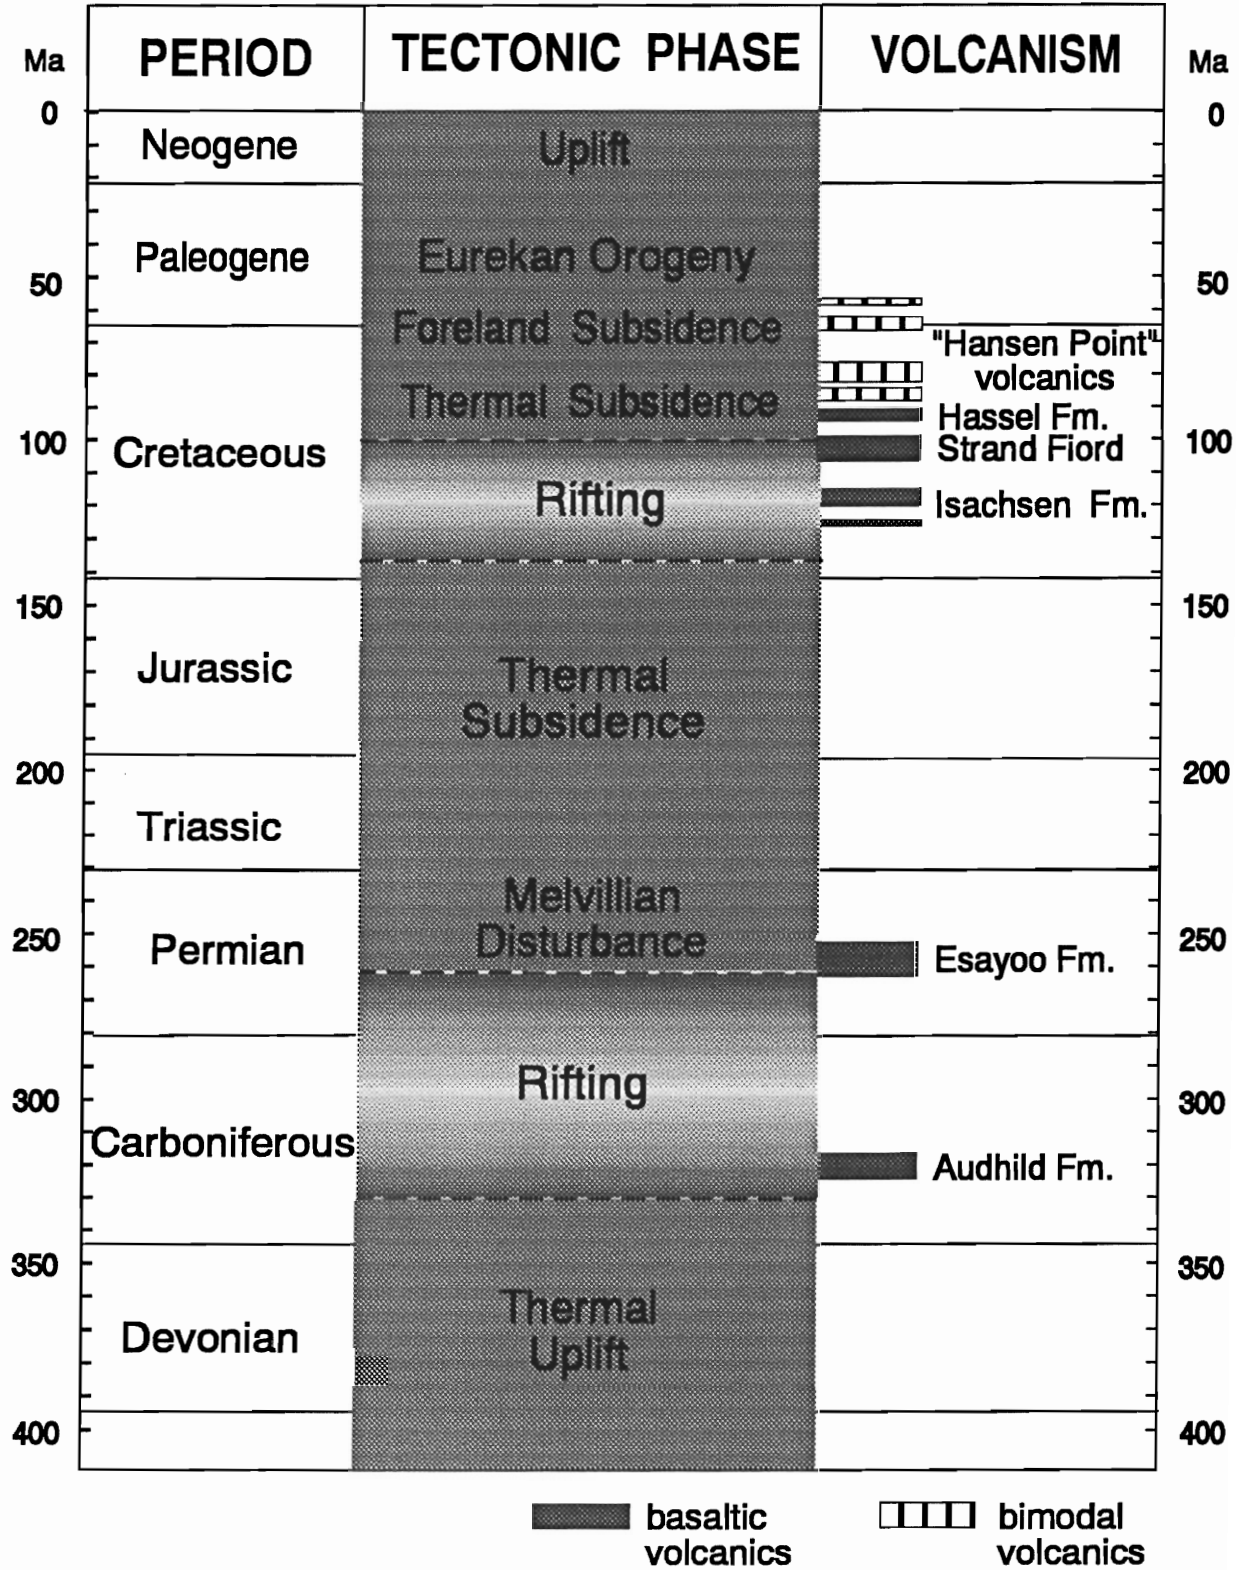 Ma PERIOD TECTONIC PHASE VOLCANISM Ma
0 0
Neogene Uplift
Paleogene Eurekan Orogeny
50 50
Foreland Subsidence
"Hansen Point"
volcanics
Thermal Subsidence
Hassel Fm.
100 Cretaceous Strand Fiord 100
Rifting Isachsen Fm.
150 150
Jurassic Thermal
Subsidence
200 200
Triassic
Melvillian
Disturbance
250 Permian Esayoo Fm. 250
Rifting
300 300
Carboniferous Audhild Fm.
350 350
Devonian Thermal
Uplift
400 400
basaltic
volcanics
bimodal
volcanics